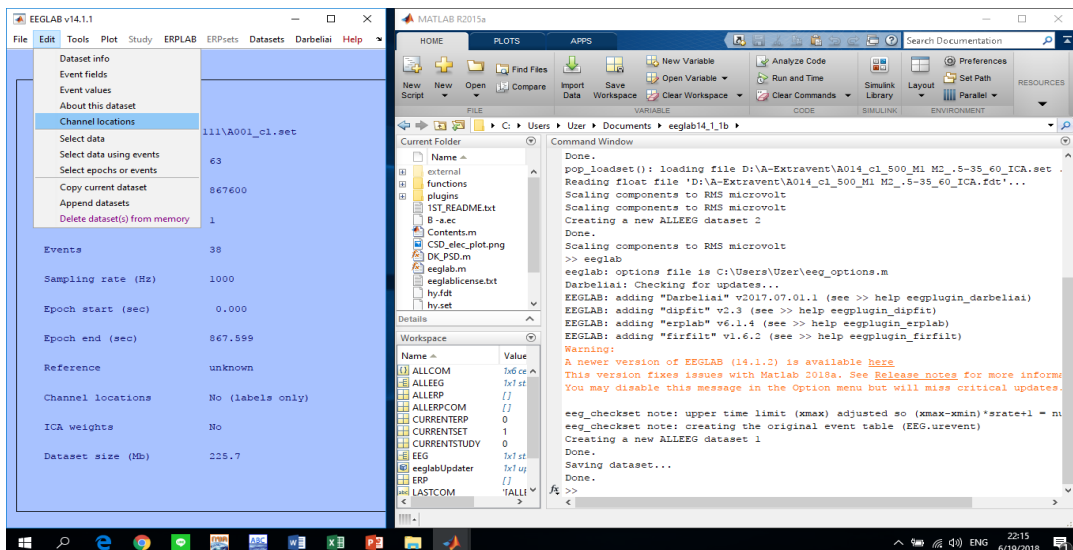 EEGLAB v14.1.1
File Edit Tools Plot Study ERPLAB ERPsets Datasets Darbeliai Help
Dataset info
Event fields
Event values
About this dataset
Channel locations
Select data
Select data using events
Select epochs or events
Copy current dataset
Append datasets
Delete dataset(s) from memory
111\A001_c1.set
63
867600
1
Events 38
Sampling rate (Hz) 1000
Epoch start (sec) 0.000
Epoch end (sec) 867.599
Reference unknown
Channel locations No (labels only)
ICA weights No
Dataset size (Mb) 225.7
MATLAB R2015a
HOME PLOTS APPS
Search Documentation
New Script
New
Open
Find Files
Compare
FILE
Import Data
Save Workspace
New Variable
Open Variable
Clear Workspace
VARIABLE
Analyze Code
Run and Time
Clear Commands
CODE
Simulink Library
SIMULINK
Layout
Preferences
Set Path
Parallel
ENVIRONMENT
RESOURCES
C: Users Uzer Documents eeglab14_1_1b
Current Folder
Name
external
functions
plugins
1ST_README.txt
B -a.ec
Contents.m
CSD_elec_plot.png
DK_PSD.m
eeglab.m
eeglablicense.txt
hy.fdt
hy.set
Details
Workspace
Name Value
ALLCOM 1x6 ce
ALLEEG 1x1 st
ALLERP []
ALLERPCOM []
CURRENTERP 0
CURRENTSET 1
CURRENTSTUDY 0
EEG 1x1 st
eeglabUpdater 1x1 up
ERP []
LASTCOM '[ALLE
Command Window
Done.
pop_loadset(): loading file D:\A-Extravent\A014_c1_500_M1 M2_.5-35_60_ICA.set .
Reading float file 'D:\A-Extravent\A014_c1_500_M1 M2_.5-35_60_ICA.fdt'...
Scaling components to RMS microvolt
Scaling components to RMS microvolt
Creating a new ALLEEG dataset 2
Done.
Scaling components to RMS microvolt
>> eeglab
eeglab: options file is C:\Users\Uzer\eeg_options.m
Darbeliai: Checking for updates...
EEGLAB: adding "Darbeliai" v2017.07.01.1 (see >> help eegplugin_darbeliai)
EEGLAB: adding "dipfit" v2.3 (see >> help eegplugin_dipfit)
EEGLAB: adding "erplab" v6.1.4 (see >> help eegplugin_erplab)
EEGLAB: adding "firfilt" v1.6.2 (see >> help eegplugin_firfilt)
Warning:
A newer version of EEGLAB (14.1.2) is available here
This version fixes issues with Matlab 2018a. See Release notes for more informa
You may disable this message in the Option menu but will miss critical updates.
eeg_checkset note: upper time limit (xmax) adjusted so (xmax-xmin)*srate+1 = nu
eeg_checkset note: creating the original event table (EEG.urevent)
Creating a new ALLEEG dataset 1
Done.
Saving dataset...
Done.
fx >>
ENG
22:15
6/19/2018